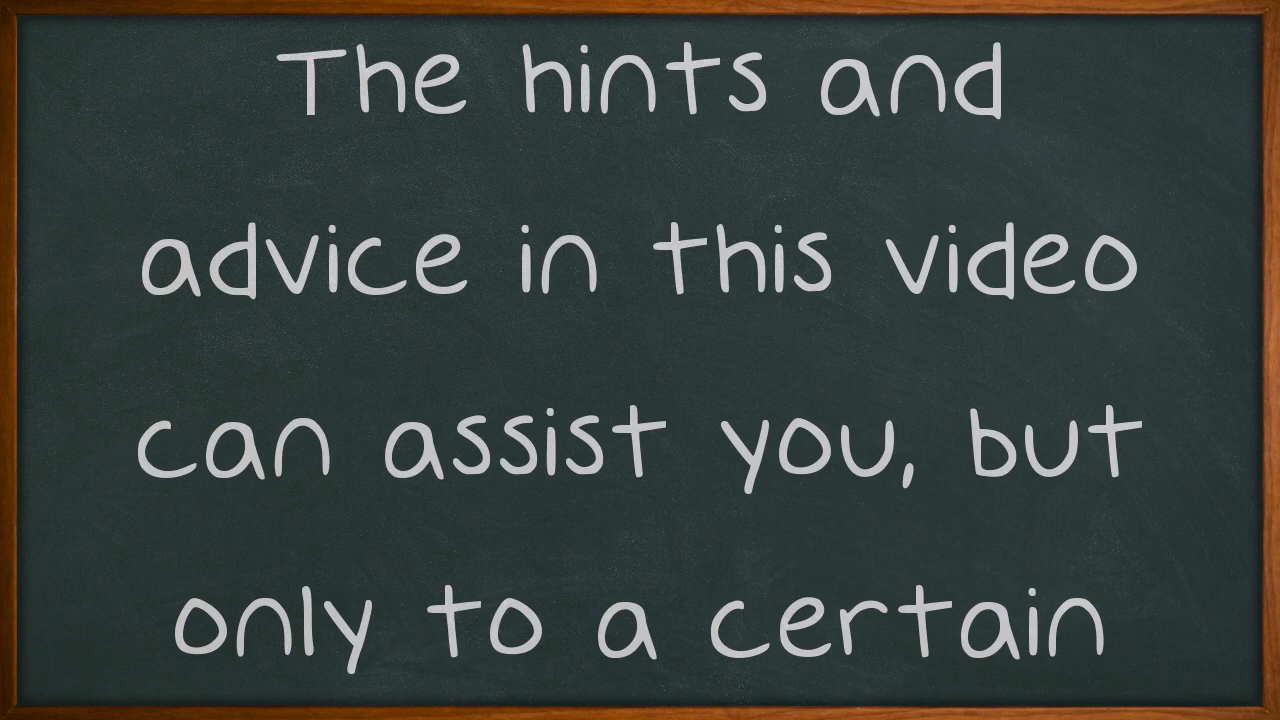 The hints and
advice in this video
can assist you, but
only to a certain